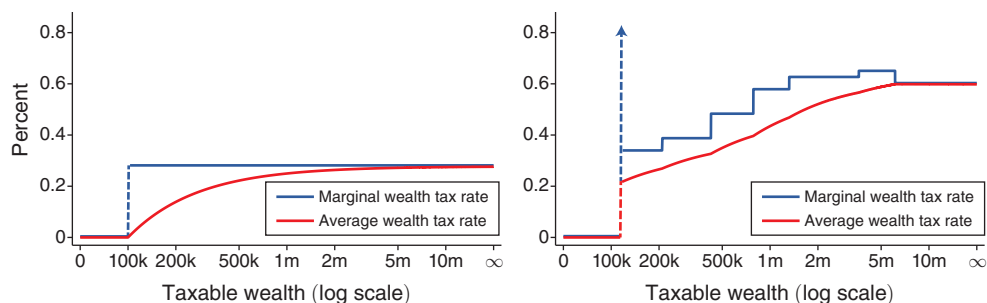 Percent
0.8
0.6
0.4
0.2
0
Marginal wealth tax rate
Average wealth tax rate
0 100k 200k 500k 1m 2m 5m 10m ∞
Taxable wealth (log scale)
0.8
0.6
0.4
0.2
0
Marginal wealth tax rate
Average wealth tax rate
0 100k 200k 500k 1m 2m 5m 10m ∞
Taxable wealth (log scale)